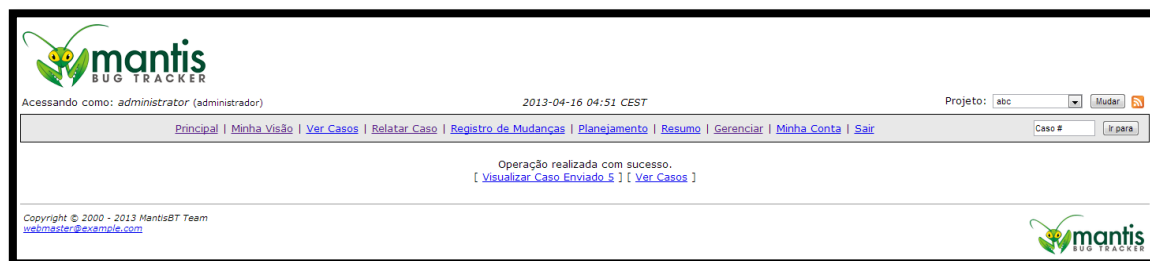 mantis
BUG TRACKER
Acessando como: administrator (administrador) 2013-04-16 04:51 CEST Projeto: abc Mudar
Principal | Minha Visão | Ver Casos | Relatar Caso | Registro de Mudanças | Planejamento | Resumo | Gerenciar | Minha Conta | Sair Caso # Ir para
Operação realizada com sucesso.
[ Visualizar Caso Enviado 5 ] [ Ver Casos ]
Copyright © 2000 - 2013 MantisBT Team
webmaster@example.com
mantis
BUG TRACKER